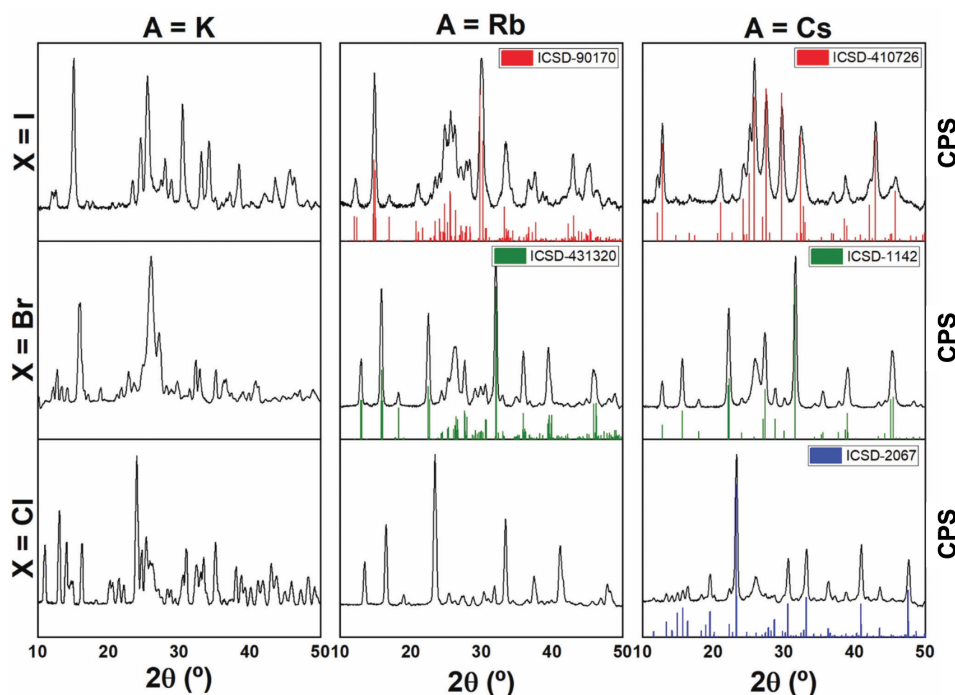 A = K
A = Rb
A = Cs
X = I
ICSD-90170
ICSD-410726
CPS
X = Br
ICSD-431320
ICSD-1142
CPS
X = Cl
ICSD-2067
CPS
10 20 30 40 50
10 20 30 40 50
10 20 30 40 50
2θ (º)
2θ (º)
2θ (º)